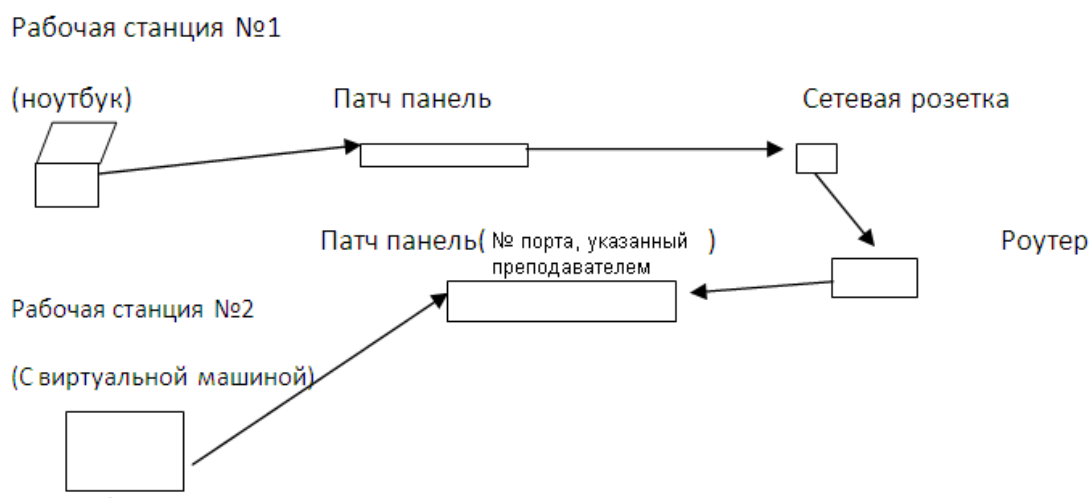 Рабочая станция №1
(ноутбук)
Патч панель
Сетевая розетка
Патч панель( № порта, указанный )
преподавателем
Роутер
Рабочая станция №2
(С виртуальной машиной)